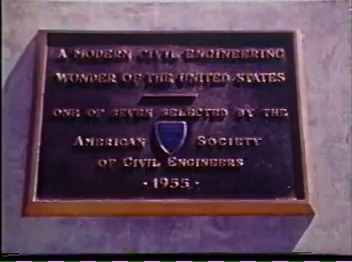 A MODERN CIVIL ENGINEERING
WONDER OF THE UNITED STATES
ONE OF SEVEN SELECTED BY THE
AMERICAN SOCIETY
OF CIVIL ENGINEERS
· 1955 ·